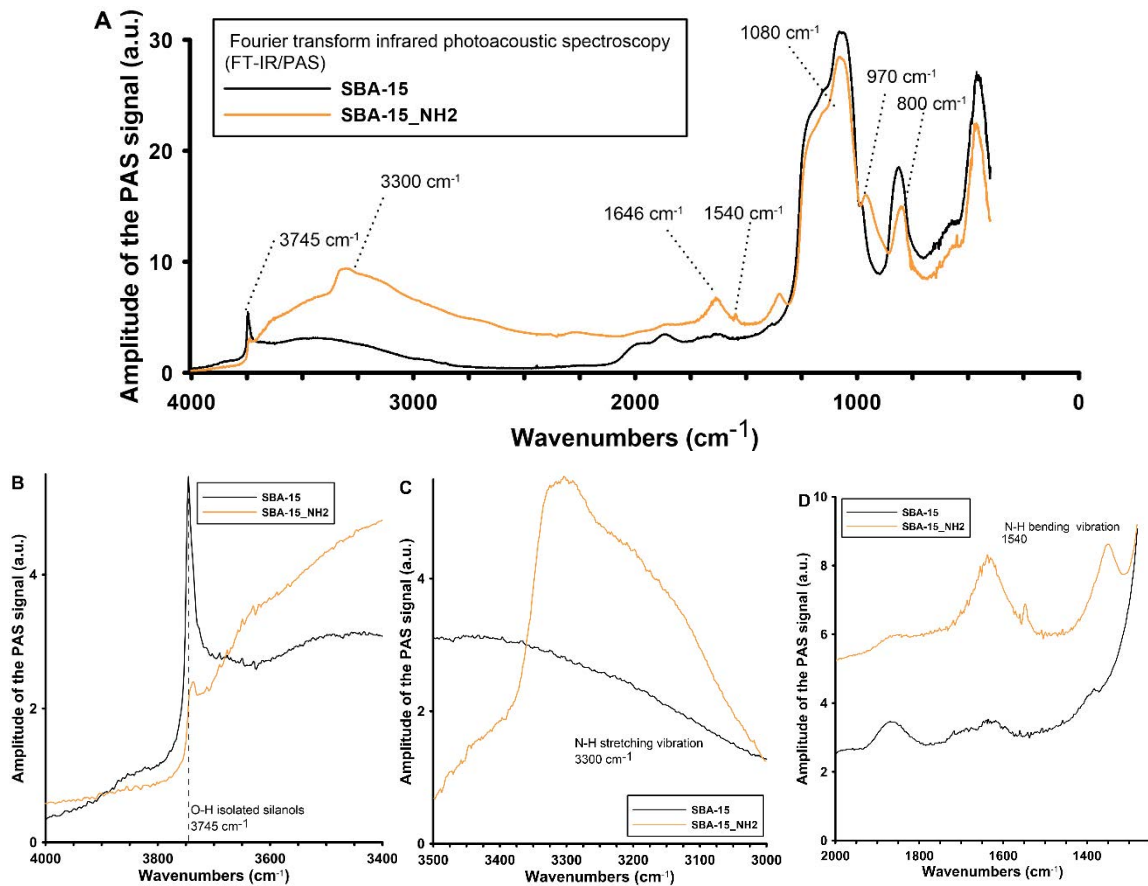 A
Fourier transform infrared photoacoustic spectroscopy
(FT-IR/PAS)
SBA-15
SBA-15_NH2
Amplitude of the PAS signal (a.u.)
30
20
10
0
3745 cm⁻¹
3300 cm⁻¹
1646 cm⁻¹
1540 cm⁻¹
1080 cm⁻¹
970 cm⁻¹
800 cm⁻¹
4000
3000
2000
1000
0
Wavenumbers (cm⁻¹)
B
SBA-15
SBA-15_NH2
Amplitude of the PAS signal (a.u.)
4
2
0
O-H isolated silanols
3745 cm⁻¹
4000
3800
3600
3400
Wavenumbers (cm⁻¹)
C
Amplitude of the PAS signal (a.u.)
5
4
3
2
1
0
N-H stretching vibration
3300 cm⁻¹
SBA-15
SBA-15_NH2
3500
3400
3300
3200
3100
3000
Wavenumbers (cm⁻¹)
D
SBA-15
SBA-15_NH2
N-H bending vibration
1540
Amplitude of the PAS signal (a.u.)
10
8
6
4
2
0
2000
1800
1600
1400
Wavenumbers (cm⁻¹)